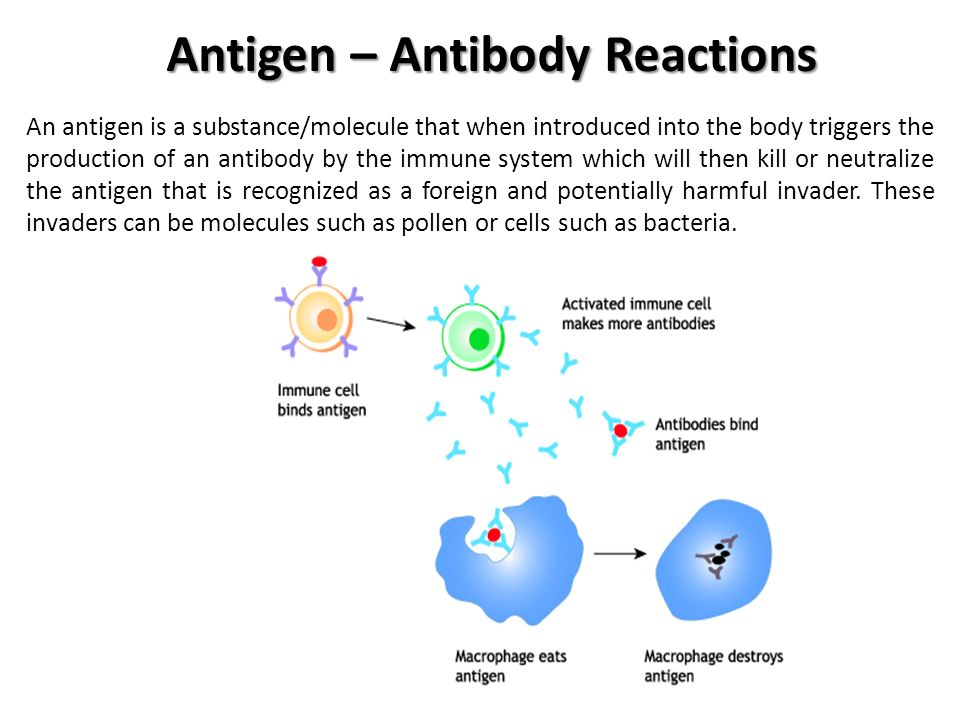 Antigen – Antibody Reactions
An antigen is a substance/molecule that when introduced into the body triggers the
production of an antibody by the immune system which will then kill or neutralize
the antigen that is recognized as a foreign and potentially harmful invader. These
invaders can be molecules such as pollen or cells such as bacteria.
Activated immune cell
makes more antibodies
Immune cell
binds antigen
Antibodies bind
antigen
Macrophage eats
antigen
Macrophage destroys
antigen